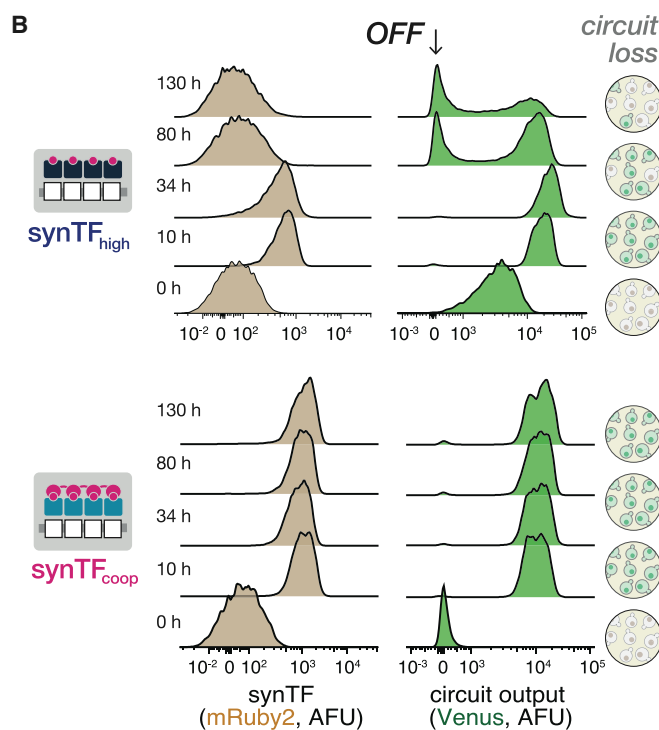 B
OFF
circuit
loss
130 h
80 h
34 h
10 h
0 h
synTFhigh
10-2 0 102 103 104
10-3 0 103 104 105
130 h
80 h
34 h
10 h
0 h
synTFcoop
10-2 0 102 103 104
10-3 0 103 104 105
synTF
(mRuby2, AFU)
circuit output
(Venus, AFU)